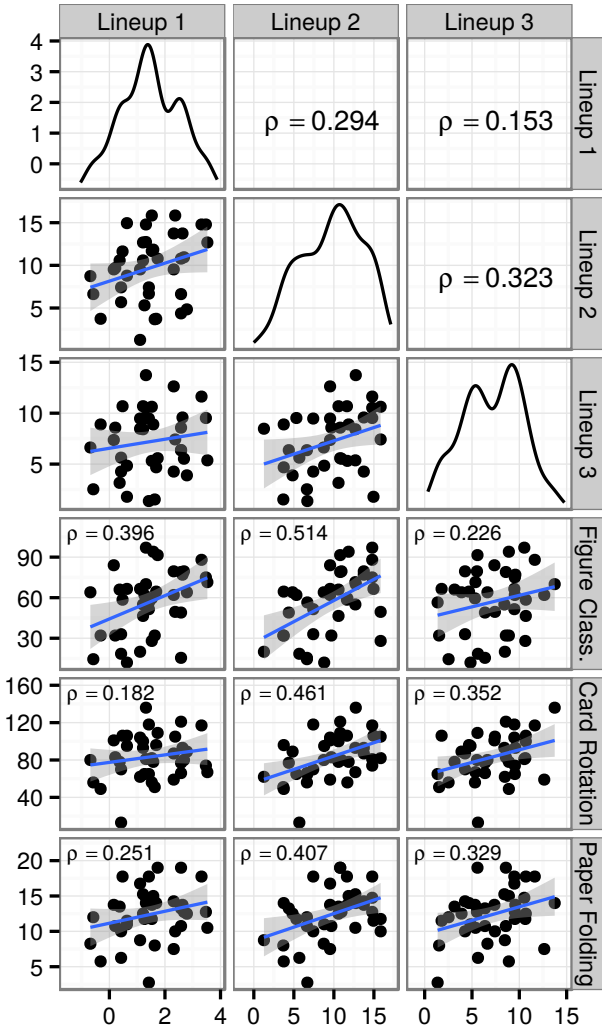 Lineup 1 Lineup 2 Lineup 3
4
3
2
1
0
ρ = 0.294
ρ = 0.153
Lineup 1
15
10
5
ρ = 0.323
Lineup 2
15
10
5
Lineup 3
90
60
30
ρ = 0.396
ρ = 0.514
ρ = 0.226
Figure Class.
160
120
80
40
ρ = 0.182
ρ = 0.461
ρ = 0.352
Card Rotation
20
15
10
5
ρ = 0.251
ρ = 0.407
ρ = 0.329
Paper Folding
0 2 4 0 5 10 15 0 5 10 15